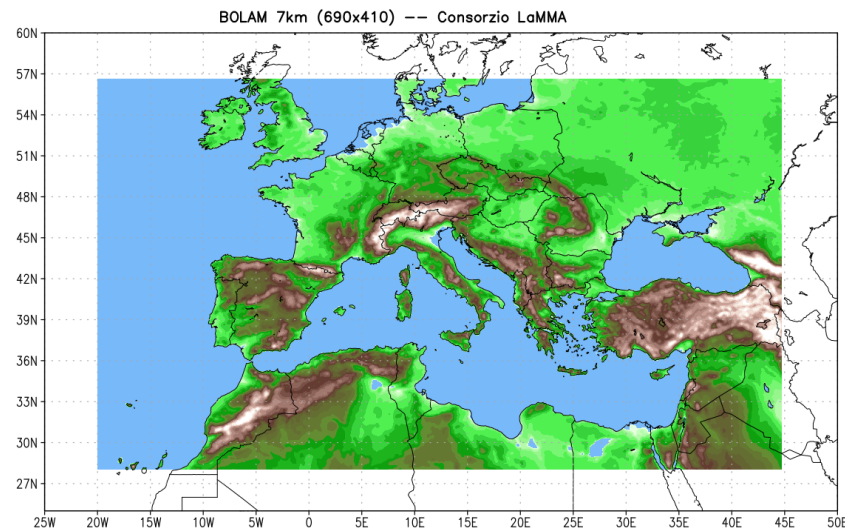 BOLAM 7km (690x410) -- Consorzio LaMMA
60N
57N
54N
51N
48N
45N
42N
39N
36N
33N
30N
27N
25W 20W 15W 10W 5W 0 5E 10E 15E 20E 25E 30E 35E 40E 45E 50E